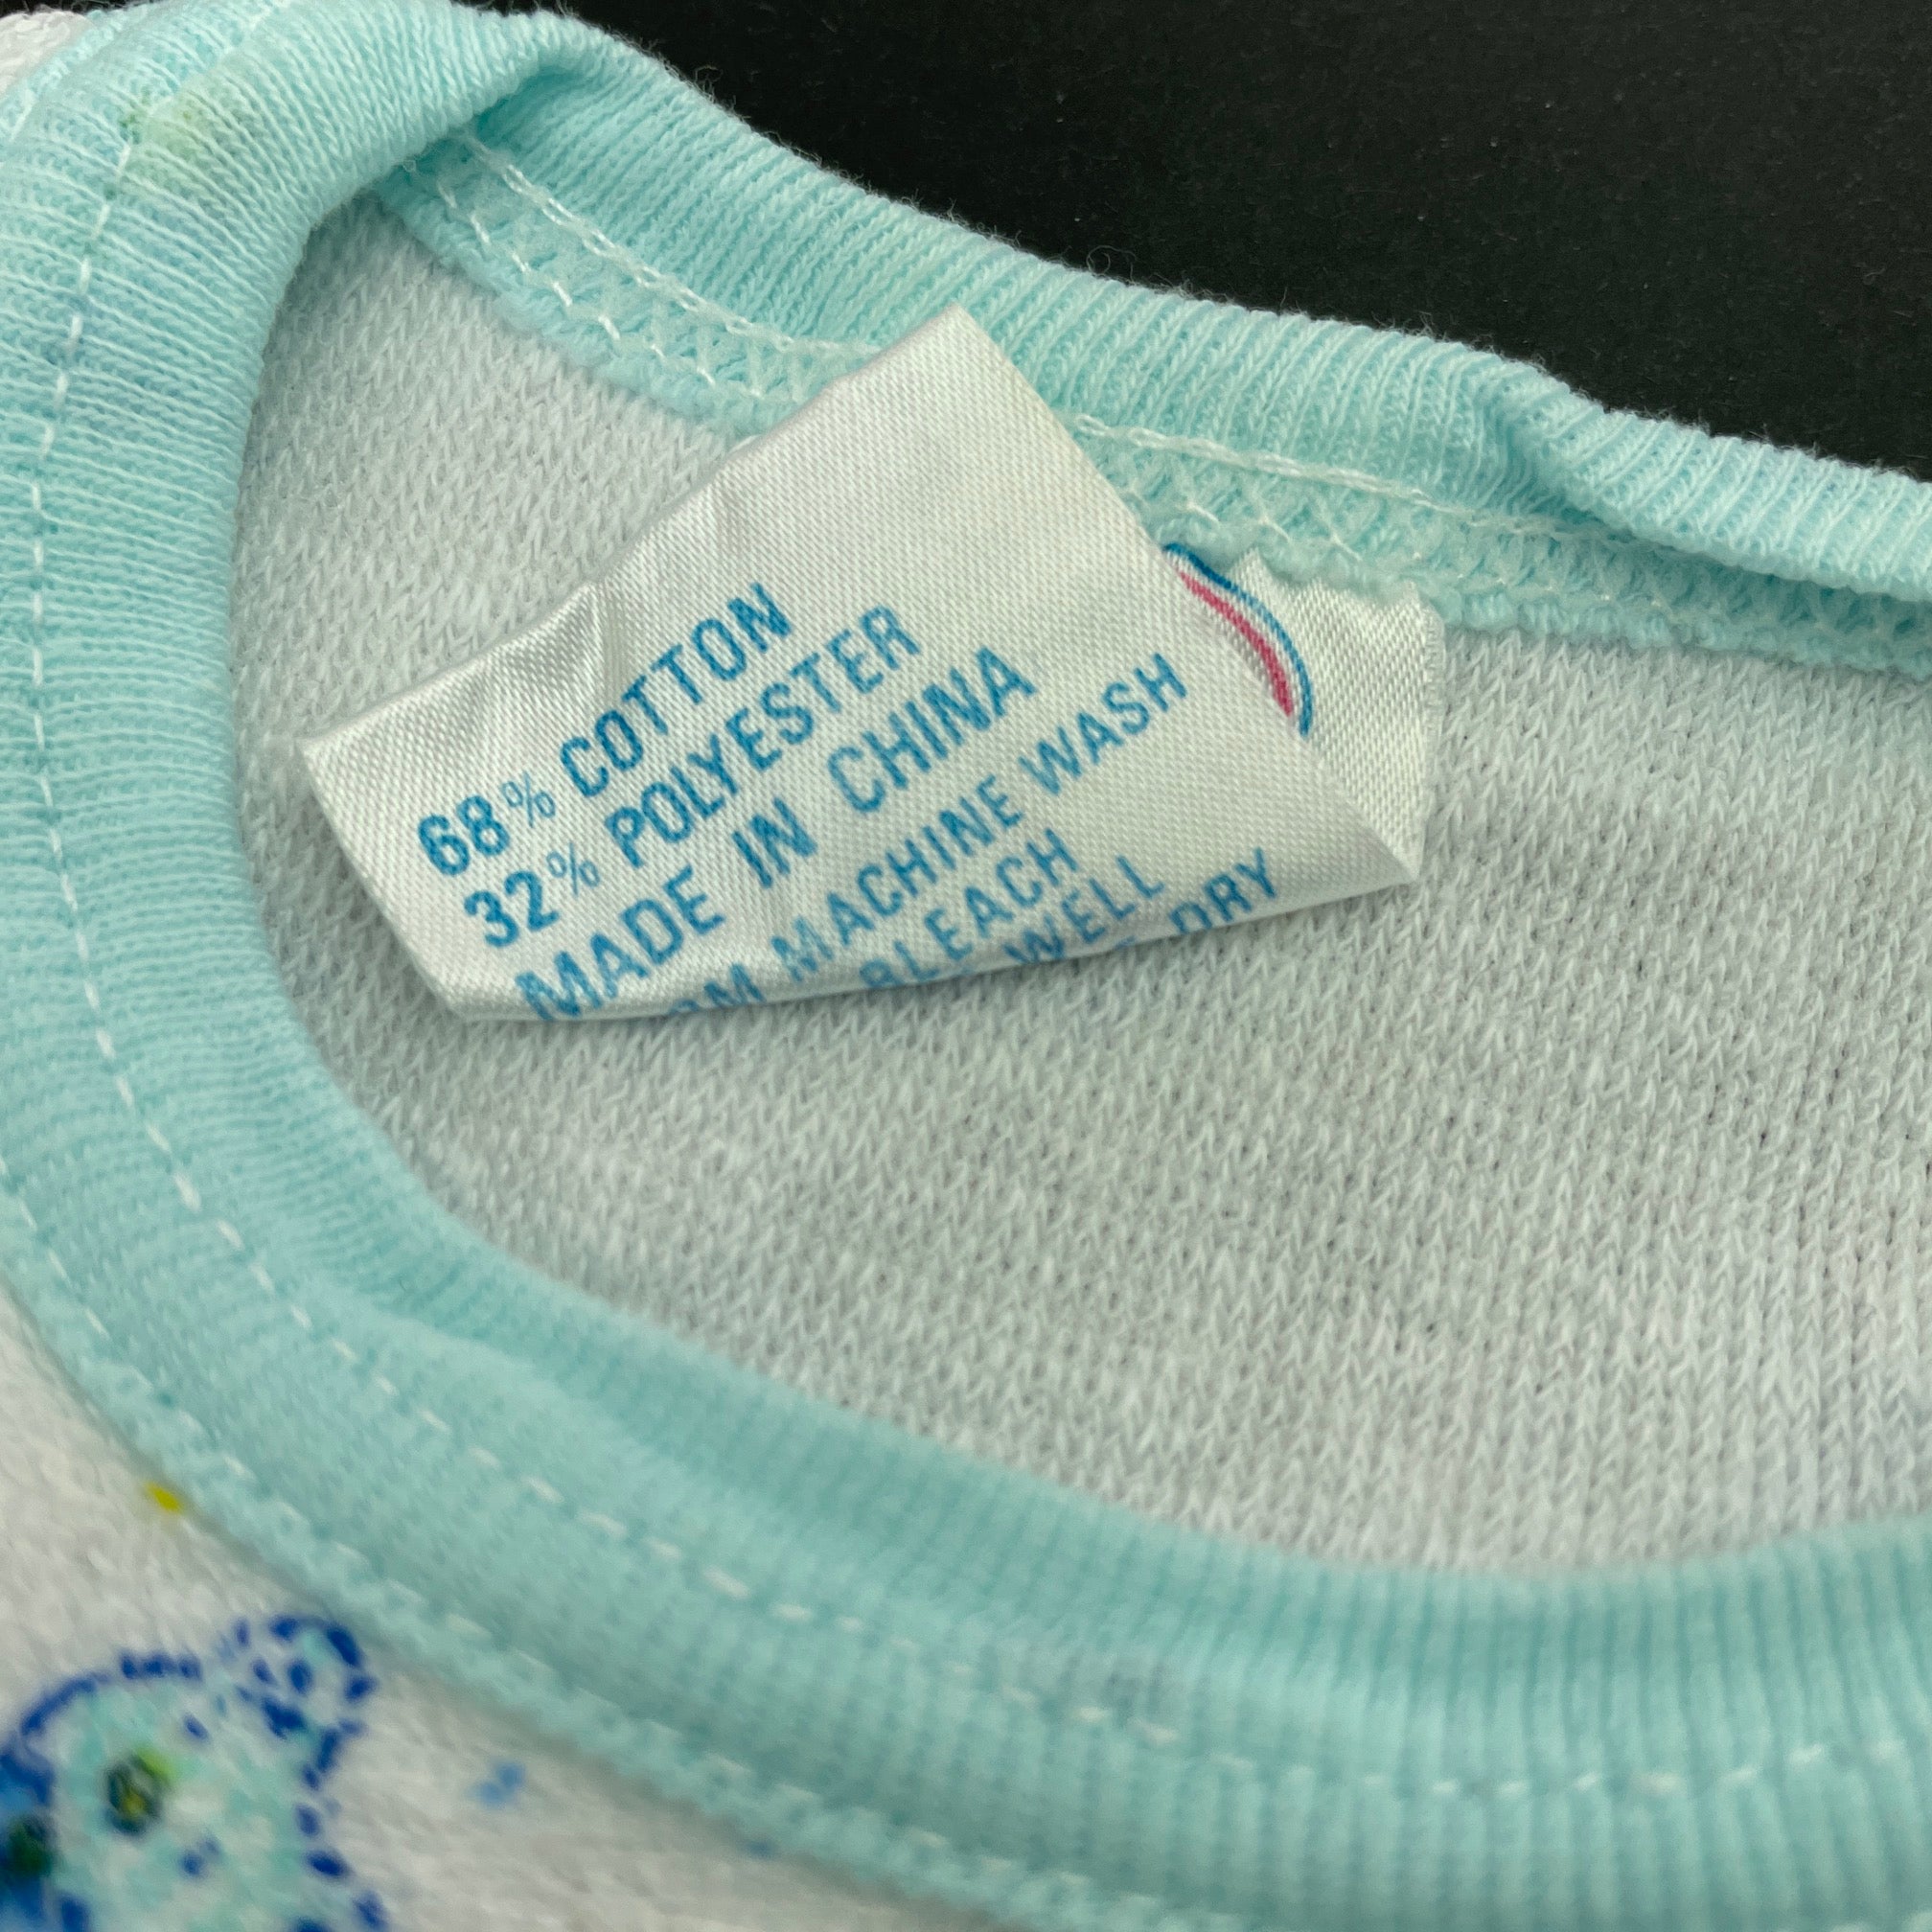 68% COTTON
32% POLYESTER
MADE IN CHINA
MACHINE WASH
BLEACH
WELL
DRY